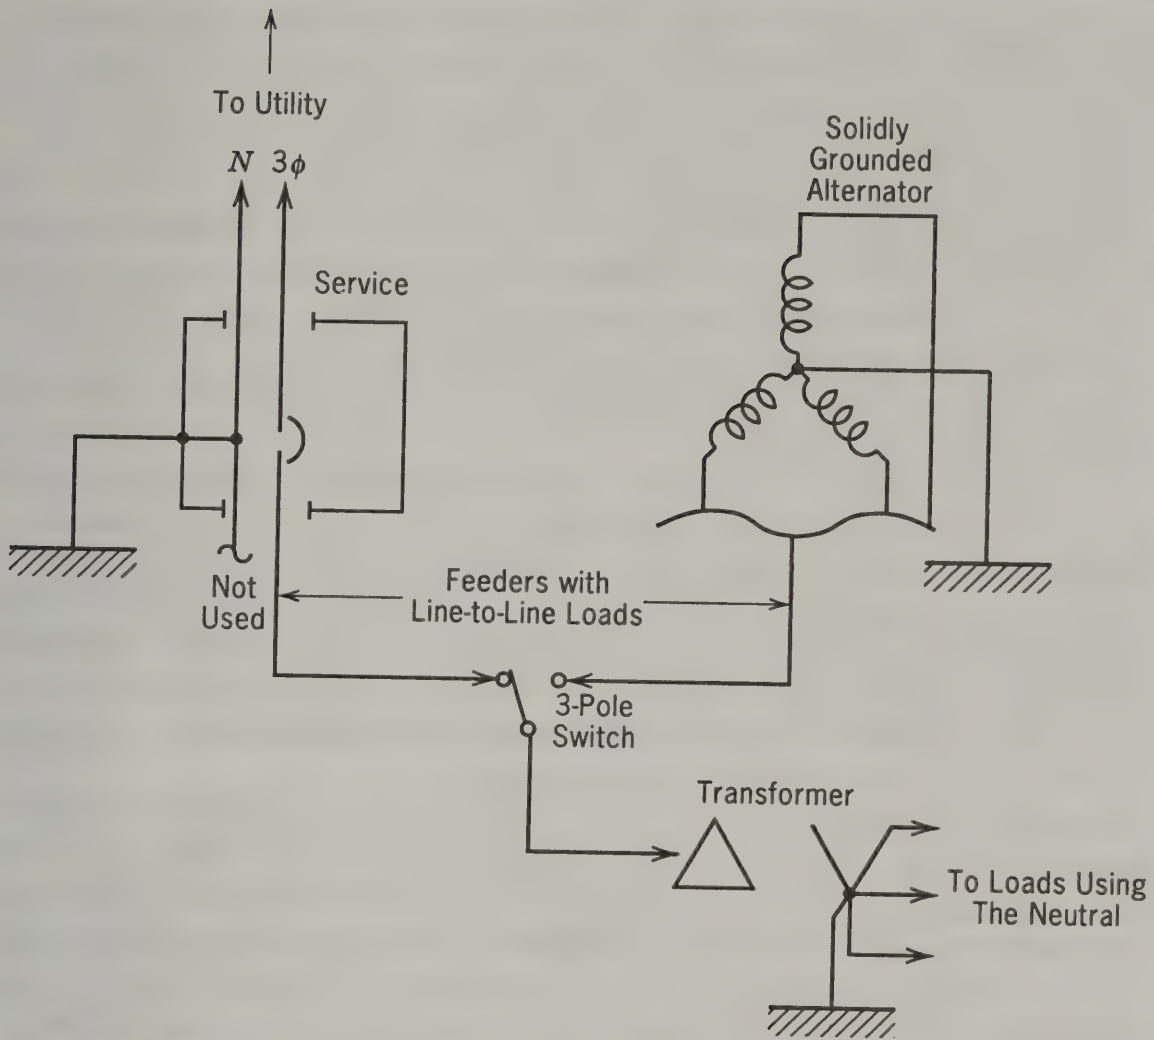 To Utility
N 3ϕ
Solidly
Grounded
Alternator
Service
Not
Used
Feeders with
Line-to-Line Loads
3-Pole
Switch
Transformer
To Loads Using
The Neutral